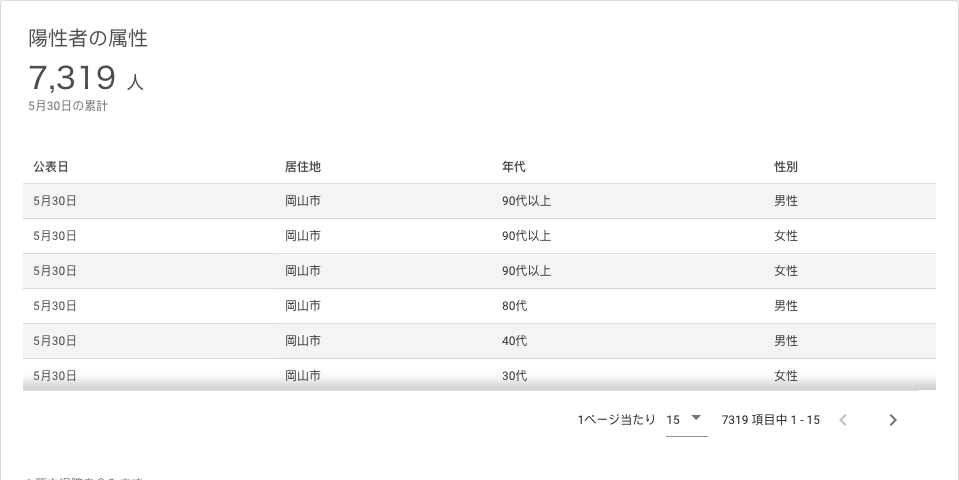 陽性者の属性
7,319 人
5月30日の累計
公表日 居住地 年代 性別
5月30日 岡山市 90代以上 男性
5月30日 岡山市 90代以上 女性
5月30日 岡山市 90代以上 女性
5月30日 岡山市 80代 男性
5月30日 岡山市 40代 男性
5月30日 岡山市 30代 女性
1ページ当たり 15 7319 項目中 1 - 15